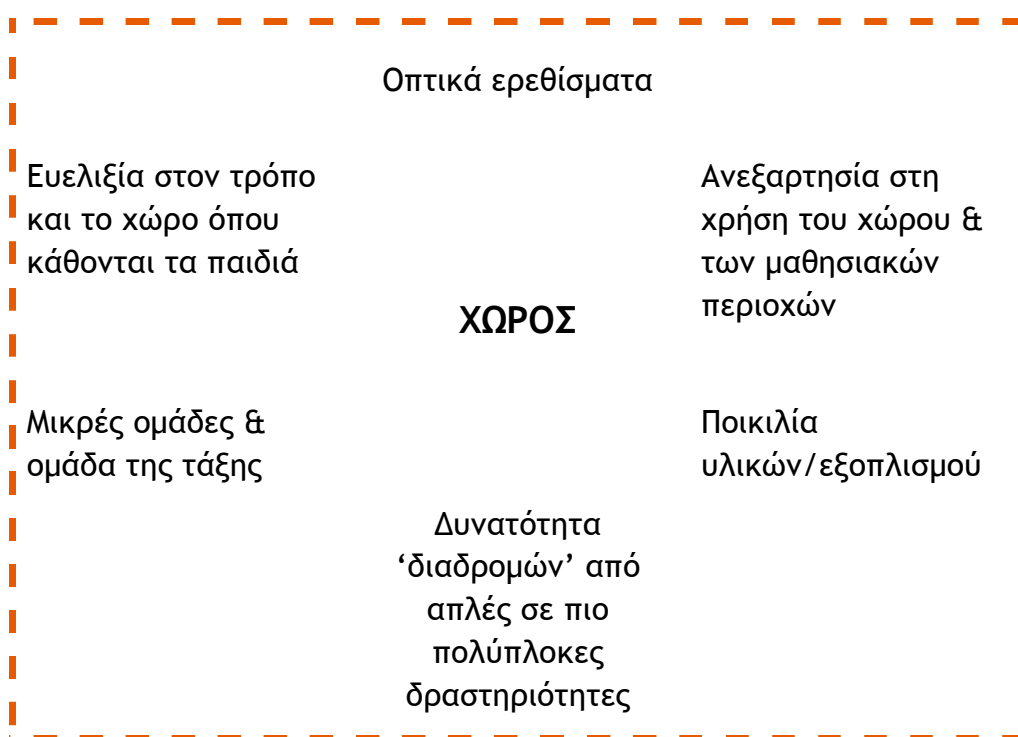 Οπτικά ερεθίσματα
Ευελιξία στον τρόπο
και το χώρο όπου
κάθονται τα παιδιά
Ανεξαρτησία στη
χρήση του χώρου &
των μαθησιακών
περιοχών
ΧΩΡΟΣ
Μικρές ομάδες &
ομάδα της τάξης
Ποικιλία
υλικών/εξοπλισμού
Δυνατότητα
‘διαδρομών’ από
απλές σε πιο
πολύπλοκες
δραστηριότητες